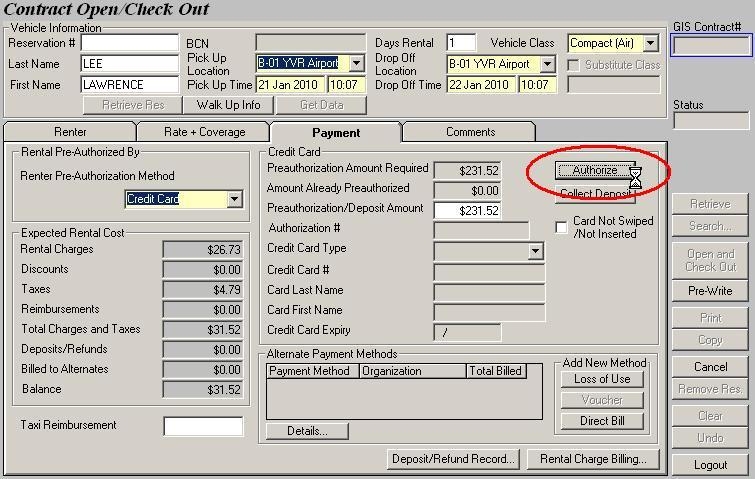 Contract Open/Check Out
Vehicle Information
GIS Contract#
Reservation #
BCN
Days Rental 1
Vehicle Class Compact (Air)
Last Name LEE
Pick Up Location B-01 YVR Airport
Drop Off Location B-01 YVR Airport
Substitute Class
First Name LAWRENCE
Pick Up Time 21 Jan 2010 10:07
Drop Off Time 22 Jan 2010 10:07
Retrieve Res
Walk Up Info
Get Data
Status
Renter
Rate + Coverage
Payment
Comments
Rental Pre-Authorized By
Renter Pre-Authorization Method
Credit Card
Expected Rental Cost
Rental Charges $26.73
Discounts $0.00
Taxes $4.79
Reimbursements $0.00
Total Charges and Taxes $31.52
Deposits/Refunds $0.00
Billed to Alternates $0.00
Balance $31.52
Taxi Reimbursement
Credit Card
Preauthorization Amount Required $231.52
Amount Already Preauthorized $0.00
Preauthorization/Deposit Amount $231.52
Authorization #
Credit Card Type
Credit Card #
Card Last Name
Card First Name
Credit Card Expiry /
Authorize
Collect Deposit
Card Not Swiped
/Not Inserted
Alternate Payment Methods
Payment Method Organization Total Billed
Details...
Add New Method
Loss of Use
Voucher
Direct Bill
Deposit/Refund Record...
Rental Charge Billing...
Retrieve
Search...
Open and
Check Out
Pre-Write
Print
Copy
Cancel
Remove Res.
Clear
Undo
Logout